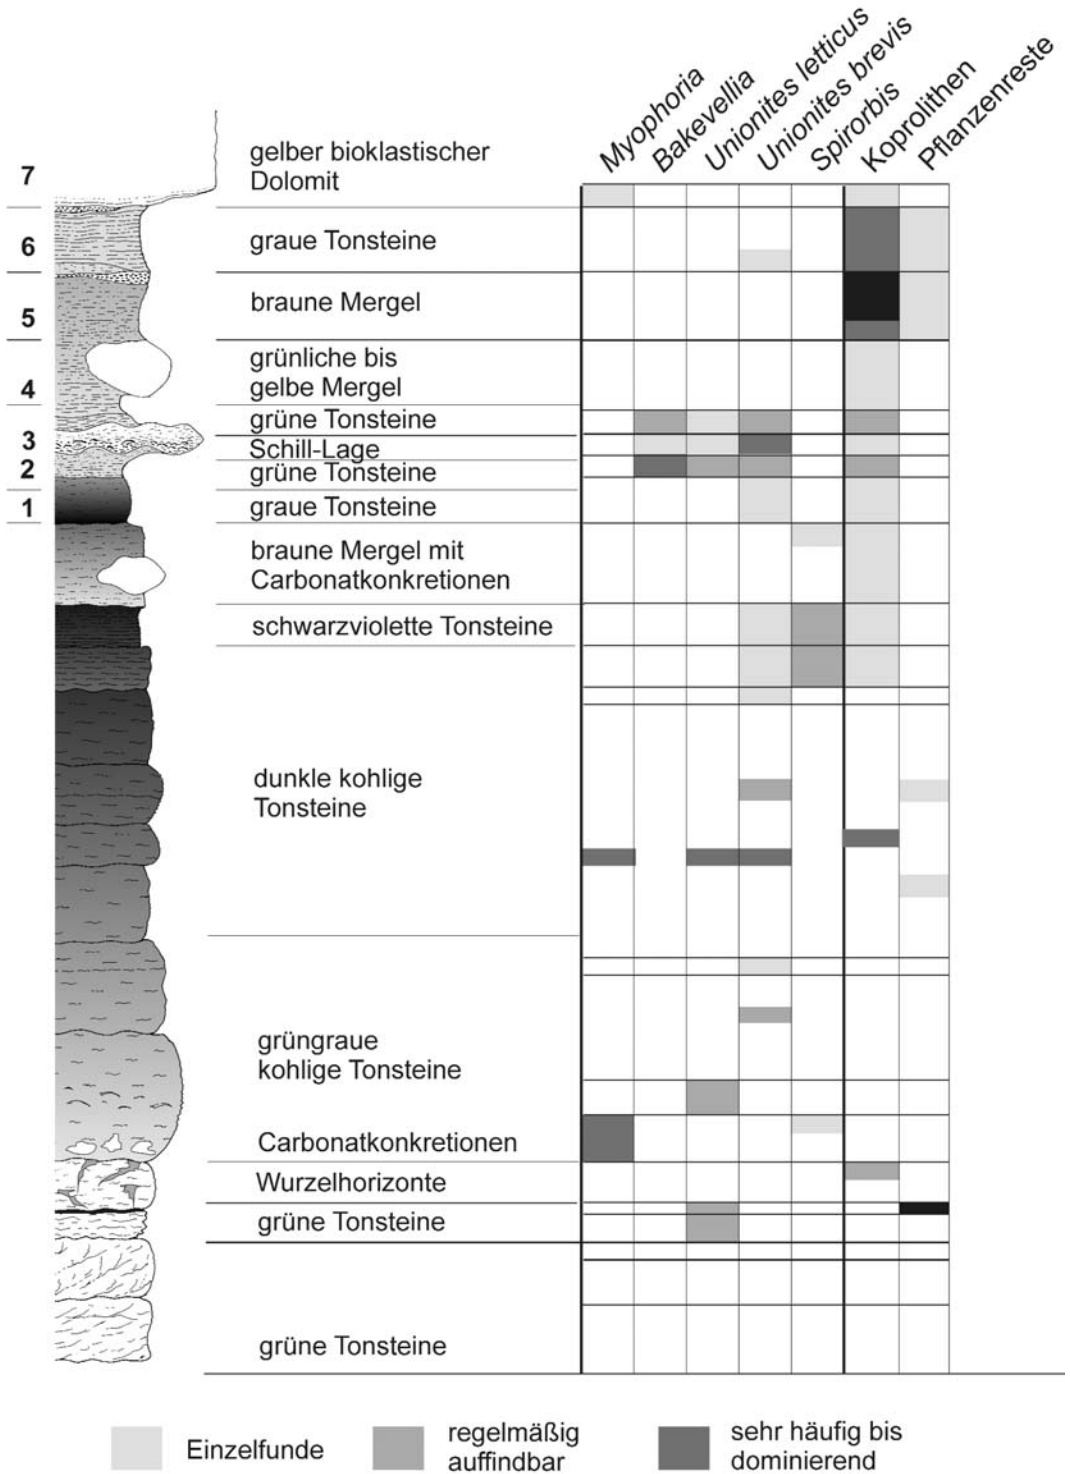 Myophoria
Bakevellia
Unionites letticus
Unionites brevis
Spirorbis
Koprolithen
Pflanzenreste
7
gelber bioklastischer
Dolomit
6
graue Tonsteine
5
braune Mergel
4
grünliche bis
gelbe Mergel
grüne Tonsteine
3
Schill-Lage
2
grüne Tonsteine
1
graue Tonsteine
braune Mergel mit
Carbonatkonkretionen
schwarzviolette Tonsteine
dunkle kohlige
Tonsteine
grüngraue
kohlige Tonsteine
Carbonatkonkretionen
Wurzelhorizonte
grüne Tonsteine
grüne Tonsteine
Einzelfunde
regelmäßig
auffindbar
sehr häufig bis
dominierend